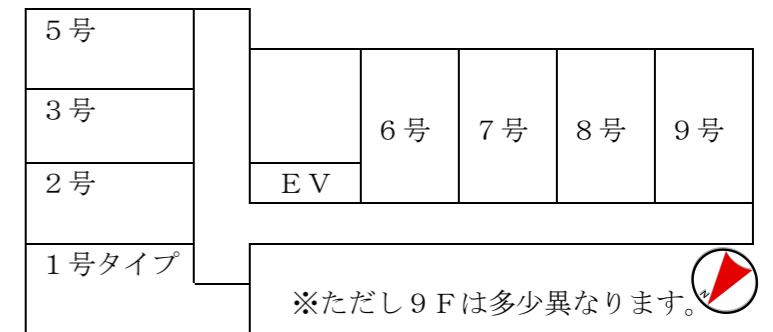 ５号
３号
６号
７号
８号
９号
２号
ＥＶ
１号タイプ
※ただし９Ｆは多少異なります。
N